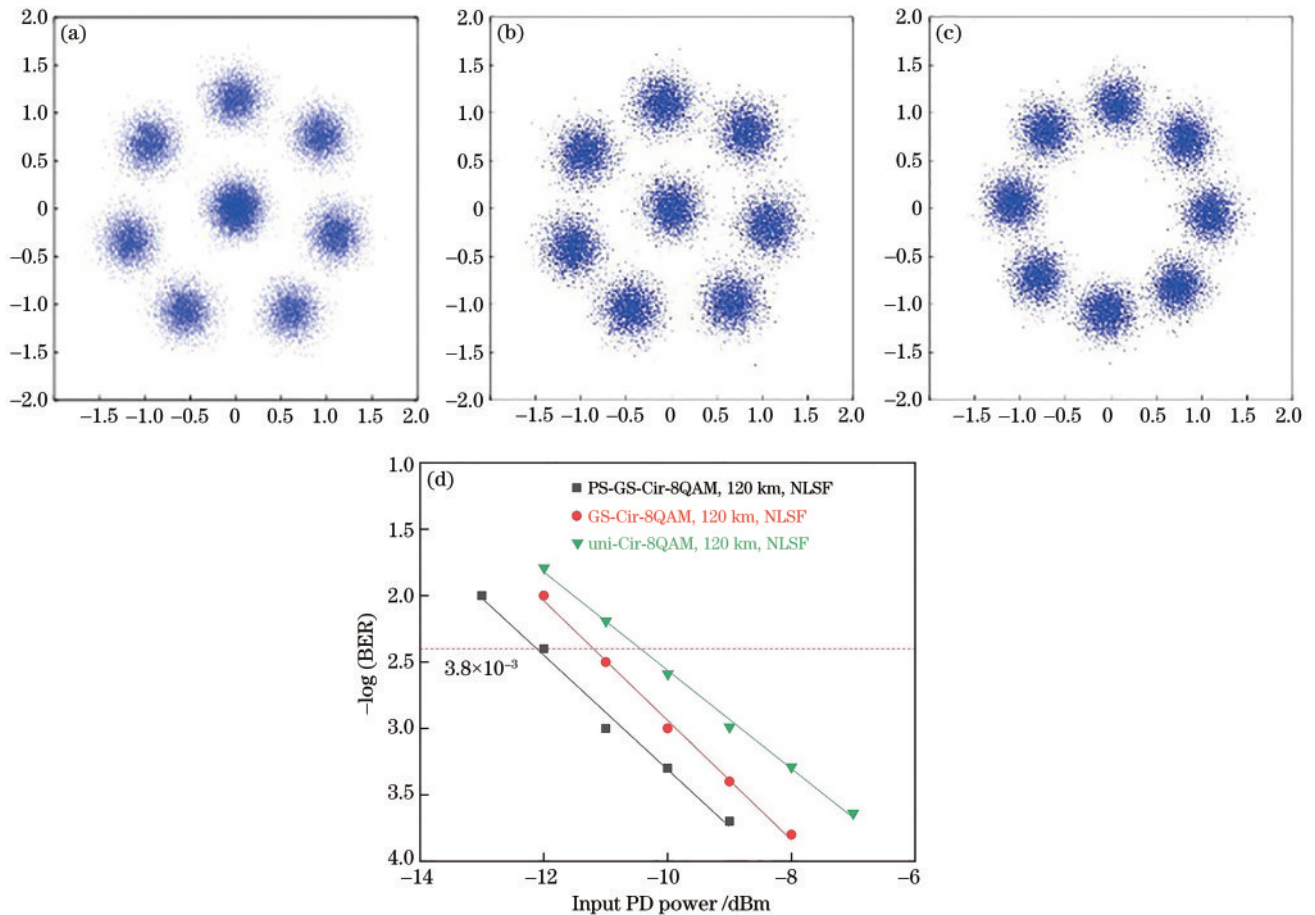 (a)
2.0
1.5
1.0
0.5
0
−0.5
−1.0
−1.5
−2.0
−1.5 −1.0 −0.5 0 0.5 1.0 1.5 2.0
(b)
2.0
1.5
1.0
0.5
0
−0.5
−1.0
−1.5
−2.0
−1.5 −1.0 −0.5 0 0.5 1.0 1.5 2.0
(c)
2.0
1.5
1.0
0.5
0
−0.5
−1.0
−1.5
−2.0
−1.5 −1.0 −0.5 0 0.5 1.0 1.5 2.0
(d)
PS-GS-Cir-8QAM, 120 km, NLSF
GS-Cir-8QAM, 120 km, NLSF
uni-Cir-8QAM, 120 km, NLSF
3.8×10⁻³
−log (BER)
1.0
1.5
2.0
2.5
3.0
3.5
4.0
−14 −12 −10 −8 −6
Input PD power /dBm